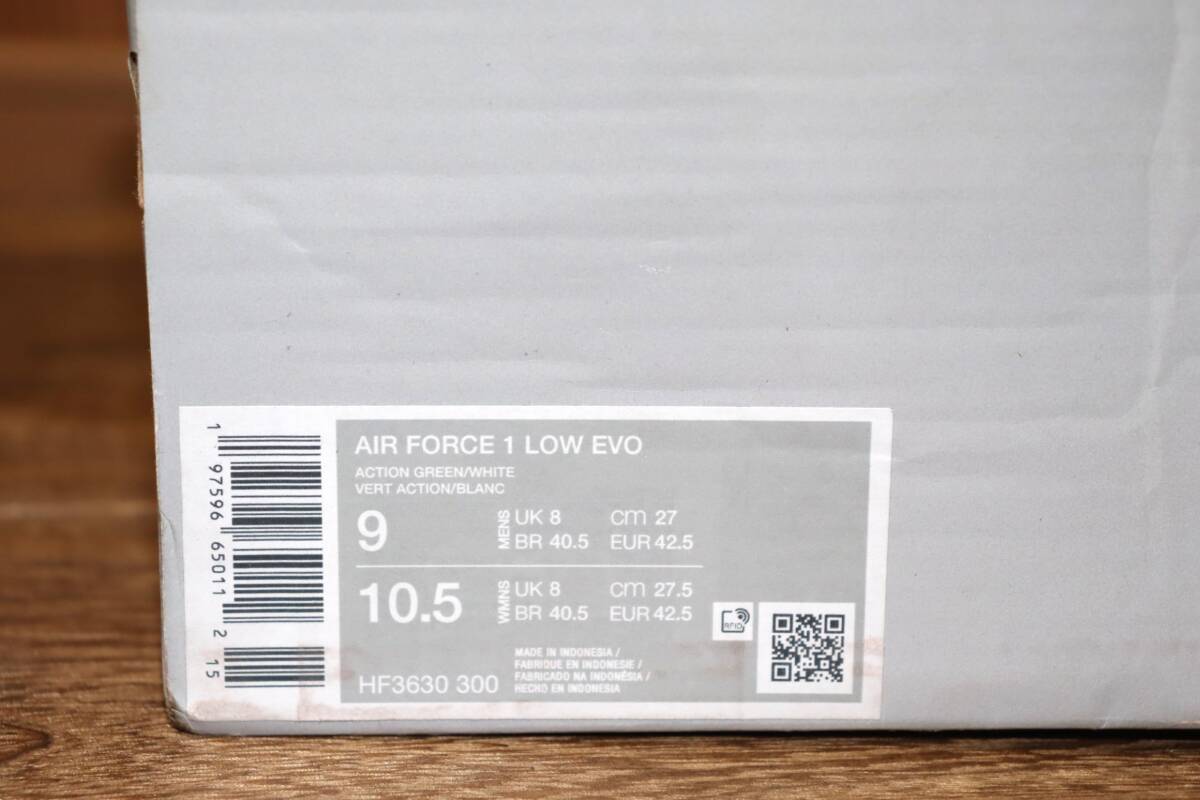 AIR FORCE 1 LOW EVO
ACTION GREEN/WHITE
VERT ACTION/BLANC
9 MENS UK 8 cm 27
BR 40.5 EUR 42.5
10.5 WMNS UK 8 cm 27.5
BR 40.5 EUR 42.5
RFID
MADE IN INDONESIA /
FABRIQUE EN INDONESIE /
FABRICADO NA INDONÉSIA /
HECHO EN INDONESIA
HF3630 300
1 97596 65011 2 15